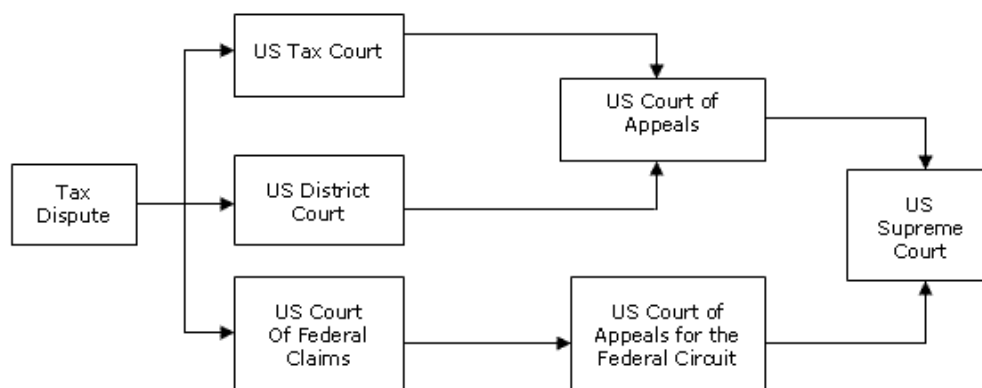 Tax
Dispute
US Tax Court
US District
Court
US Court
Of Federal
Claims
US Court of
Appeals
US Court of
Appeals for the
Federal Circuit
US
Supreme
Court